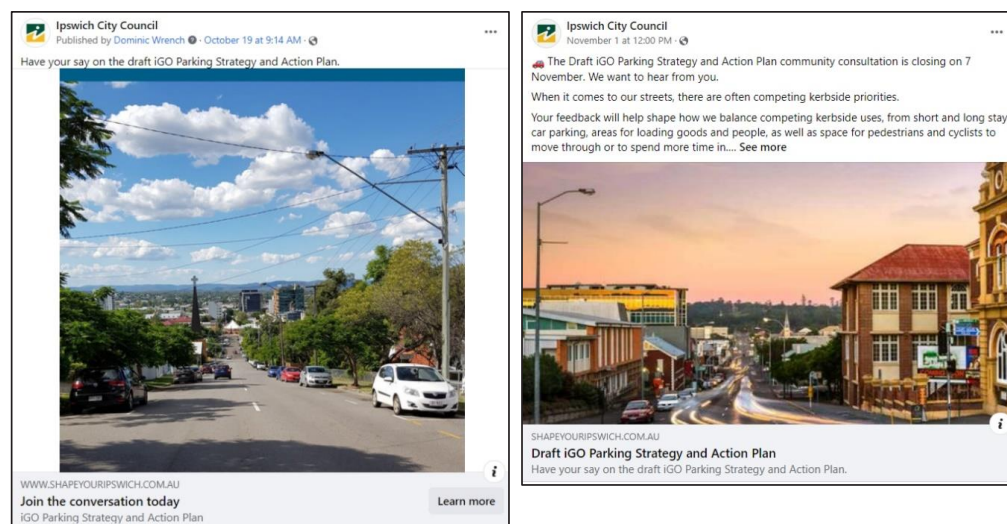 Ipswich City Council
Published by Dominic Wrench · October 19 at 9:14 AM ·
Have your say on the draft iGO Parking Strategy and Action Plan.
WWW.SHAPEYOURIPSWICH.COM.AU
Join the conversation today
iGO Parking Strategy and Action Plan
Learn more
Ipswich City Council
November 1 at 12:00 PM ·
🚗 The Draft iGO Parking Strategy and Action Plan community consultation is closing on 7
November. We want to hear from you.
When it comes to our streets, there are often competing kerbside priorities.
Your feedback will help shape how we balance competing kerbside uses, from short and long stay
car parking, areas for loading goods and people, as well as space for pedestrians and cyclists to
move through or to spend more time in.... See more
SHAPEYOURIPSWICH.COM.AU
Draft iGO Parking Strategy and Action Plan
Have your say on the draft iGO Parking Strategy and Action Plan.